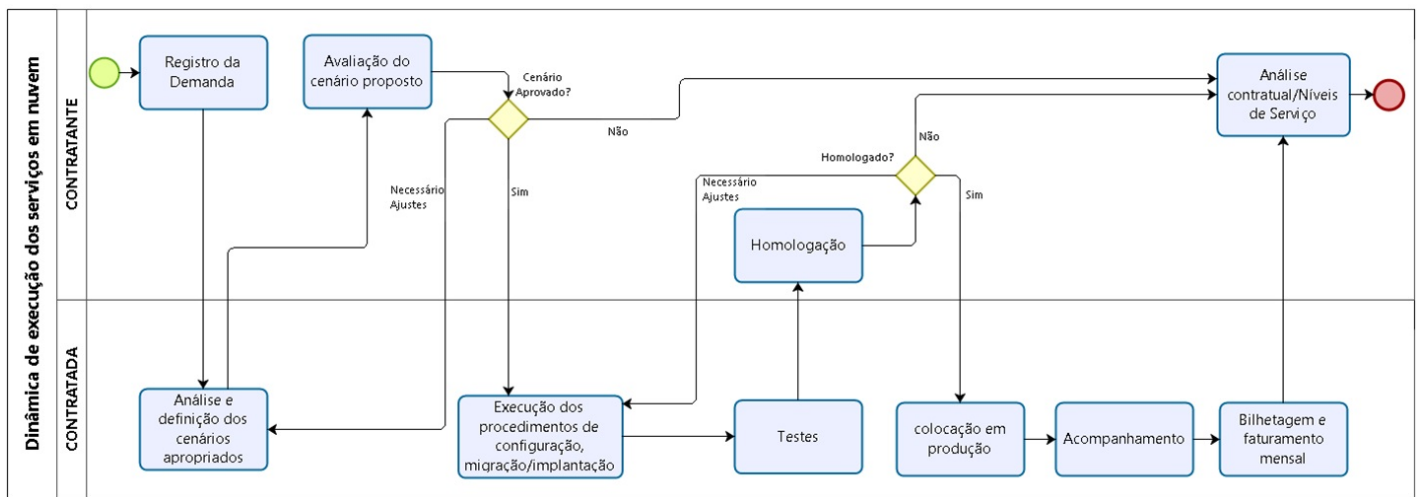 Dinâmica de execução dos serviços em nuvem
CONTRATANTE
Registro da
Demanda
Avaliação do
cenário proposto
Cenário
Aprovado?
Não
Necessário
Ajustes
Sim
Homologação
Homologado?
Necessário
Ajustes
Não
Sim
Análise
contratual/Níveis
de Serviço
CONTRATADA
Análise e
definição dos
cenários
apropriados
Execução dos
procedimentos de
configuração,
migração/implantação
Testes
colocação em
produção
Acompanhamento
Bilhetagem e
faturamento
mensal